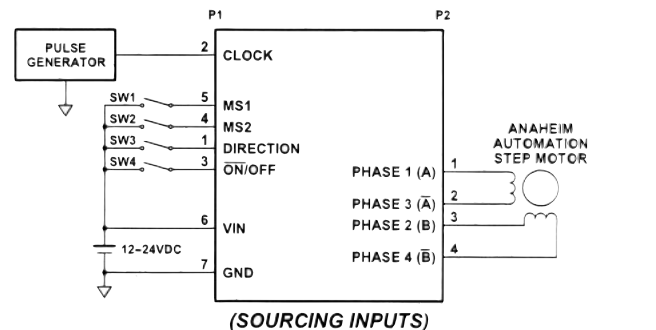 P1
P2
PULSE
GENERATOR
2
CLOCK
SW1
5
MS1
SW2
4
MS2
SW3
1
DIRECTION
SW4
3
O̅N̅/OFF
6
VIN
12-24VDC
7
GND
PHASE 1 (A)
1
PHASE 3 (A̅)
2
PHASE 2 (B)
3
PHASE 4 (B̅)
4
ANAHEIM
AUTOMATION
STEP MOTOR
(SOURCING INPUTS)